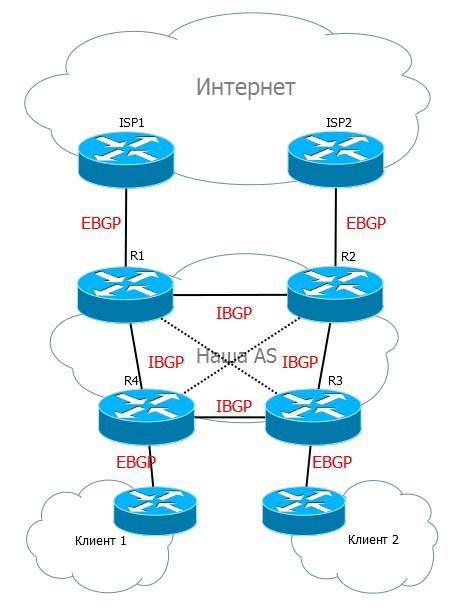 Интернет
ISP1
ISP2
EBGP
EBGP
R1
R2
IBGP
IBGP
Наша AS
IBGP
R4
R3
IBGP
EBGP
EBGP
Клиент 1
Клиент 2